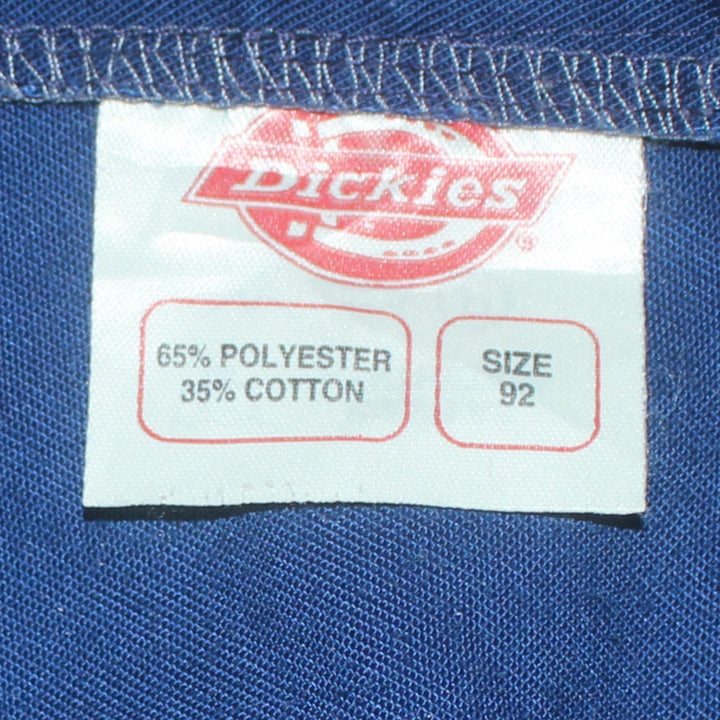 Dickies
®
65% POLYESTER
35% COTTON
SIZE
92